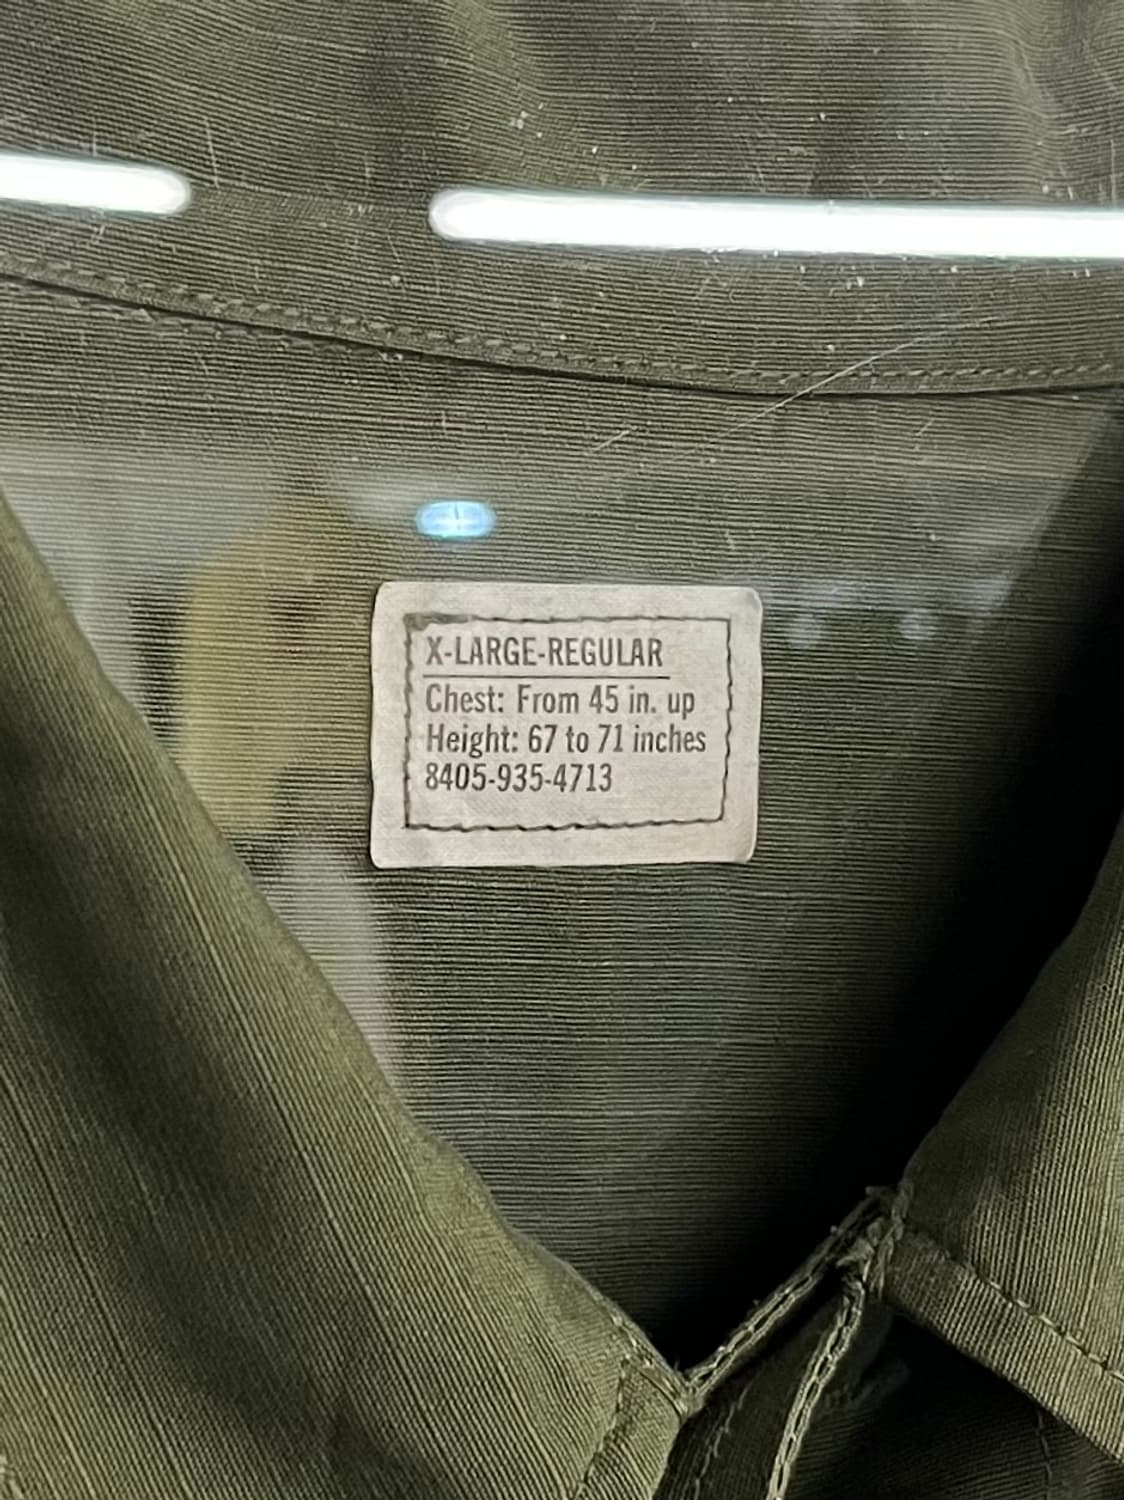 X-LARGE-REGULAR
Chest: From 45 in. up
Height: 67 to 71 inches
8405-935-4713